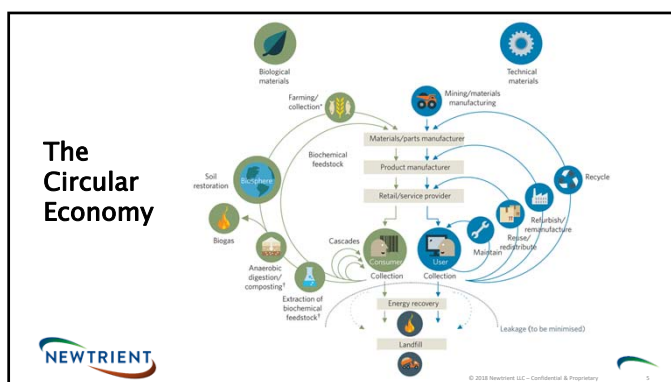 The
Circular
Economy
Biological
materials
Technical
materials
Farming/
collection*
Mining/materials
manufacturing
Materials/parts manufacturer
Biochemical
feedstock
Product manufacturer
Retail/service provider
Recycle
Refurbish/
remanufacture
Reuse/
redistribute
Maintain
Soil
restoration
Biosphere
Biogas
Cascades
Consumer
User
Collection
Collection
Anaerobic
digestion/
composting†
Extraction of
biochemical
feedstock†
Energy recovery
Leakage (to be minimised)
Landfill
NEWTRIENT
© 2018 Newtrient LLC – Confidential & Proprietary
5